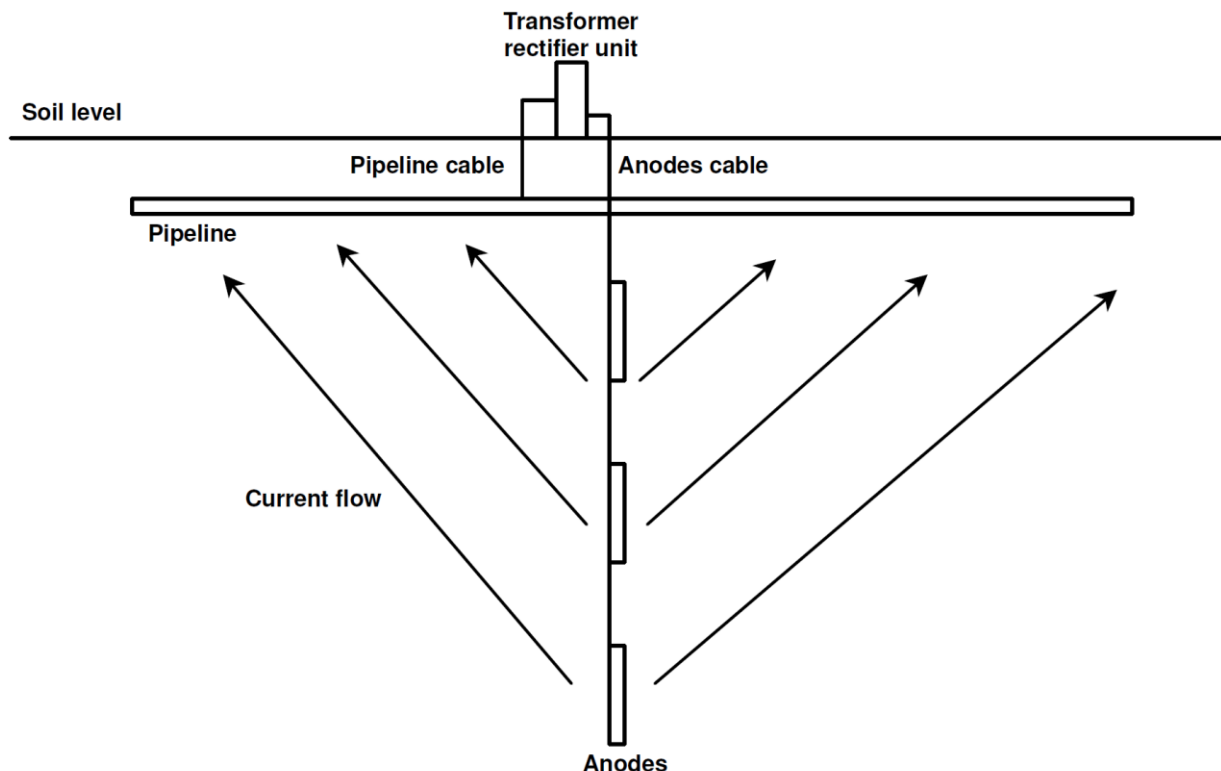 Transformer
rectifier unit
Soil level
Pipeline cable
Anodes cable
Pipeline
Current flow
Anodes